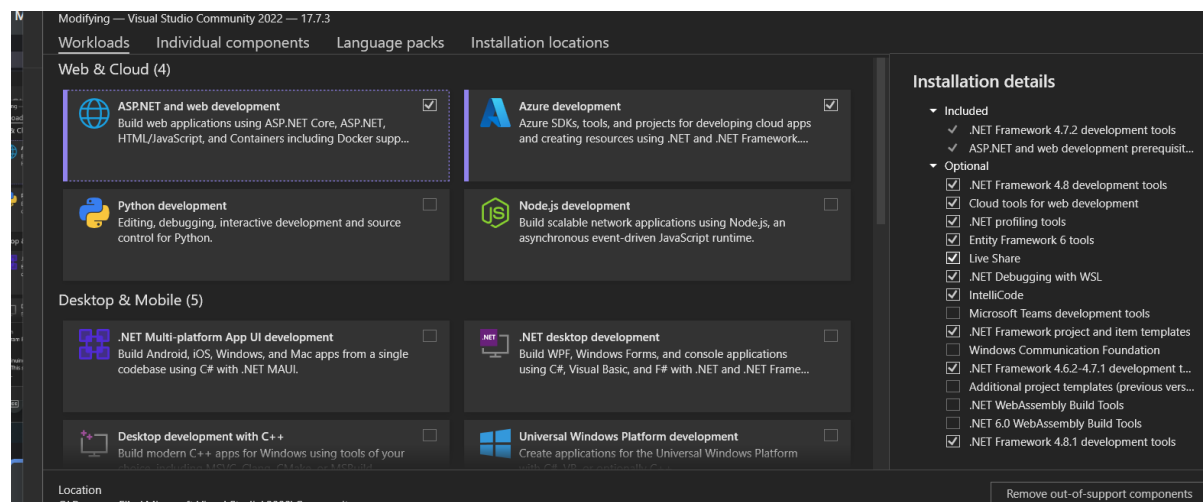 Modifying — Visual Studio Community 2022 — 17.7.3
Workloads
Individual components
Language packs
Installation locations
Web & Cloud (4)
ASP.NET and web development
Build web applications using ASP.NET Core, ASP.NET,
HTML/JavaScript, and Containers including Docker supp...
Azure development
Azure SDKs, tools, and projects for developing cloud apps
and creating resources using .NET and .NET Framework....
Python development
Editing, debugging, interactive development and source
control for Python.
Node.js development
Build scalable network applications using Node.js, an
asynchronous event-driven JavaScript runtime.
Desktop & Mobile (5)
.NET Multi-platform App UI development
Build Android, iOS, Windows, and Mac apps from a single
codebase using C# with .NET MAUI.
.NET
.NET desktop development
Build WPF, Windows Forms, and console applications
using C#, Visual Basic, and F# with .NET and .NET Frame...
Desktop development with C++
Build modern C++ apps for Windows using tools of your
choice, including MSVC, Clang, CMake, or MSBuild.
Universal Windows Platform development
Create applications for the Universal Windows Platform
with C#, VB, or optionally C++.
Location
Installation details
Included
.NET Framework 4.7.2 development tools
ASP.NET and web development prerequisit...
Optional
.NET Framework 4.8 development tools
Cloud tools for web development
.NET profiling tools
Entity Framework 6 tools
Live Share
.NET Debugging with WSL
IntelliCode
Microsoft Teams development tools
.NET Framework project and item templates
Windows Communication Foundation
.NET Framework 4.6.2-4.7.1 development t...
Additional project templates (previous vers...
.NET WebAssembly Build Tools
.NET 6.0 WebAssembly Build Tools
.NET Framework 4.8.1 development tools
Remove out-of-support components